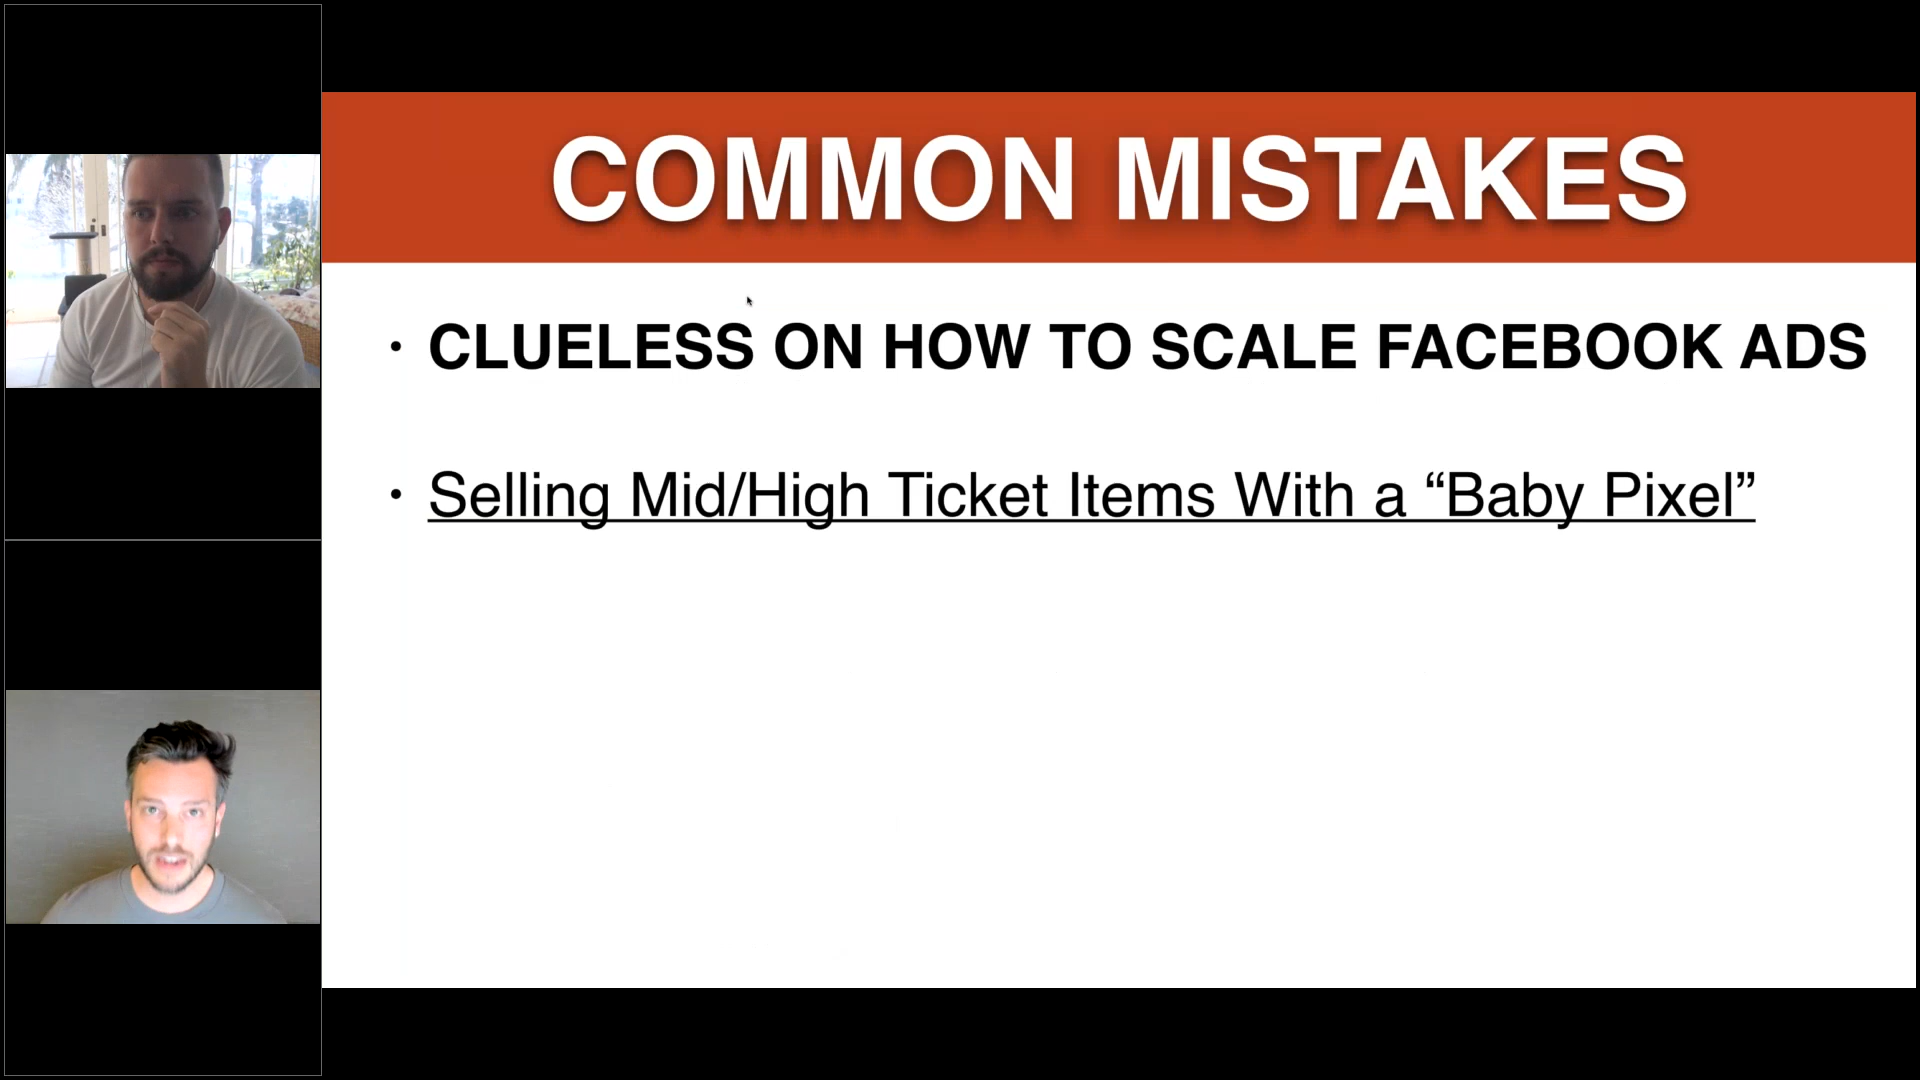 COMMON MISTAKES
• CLUELESS ON HOW TO SCALE FACEBOOK ADS
• Selling Mid/High Ticket Items With a “Baby Pixel”